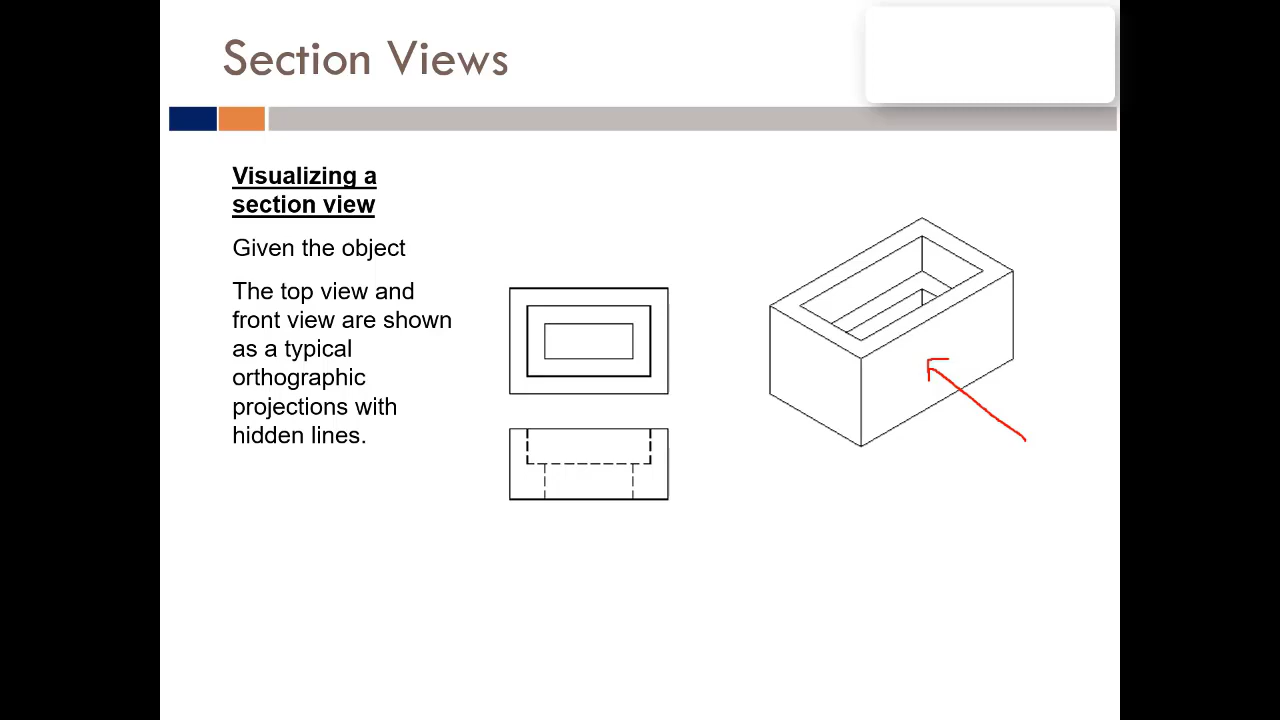 Section Views
Visualizing a
section view
Given the object
The top view and
front view are shown
as a typical
orthographic
projections with
hidden lines.